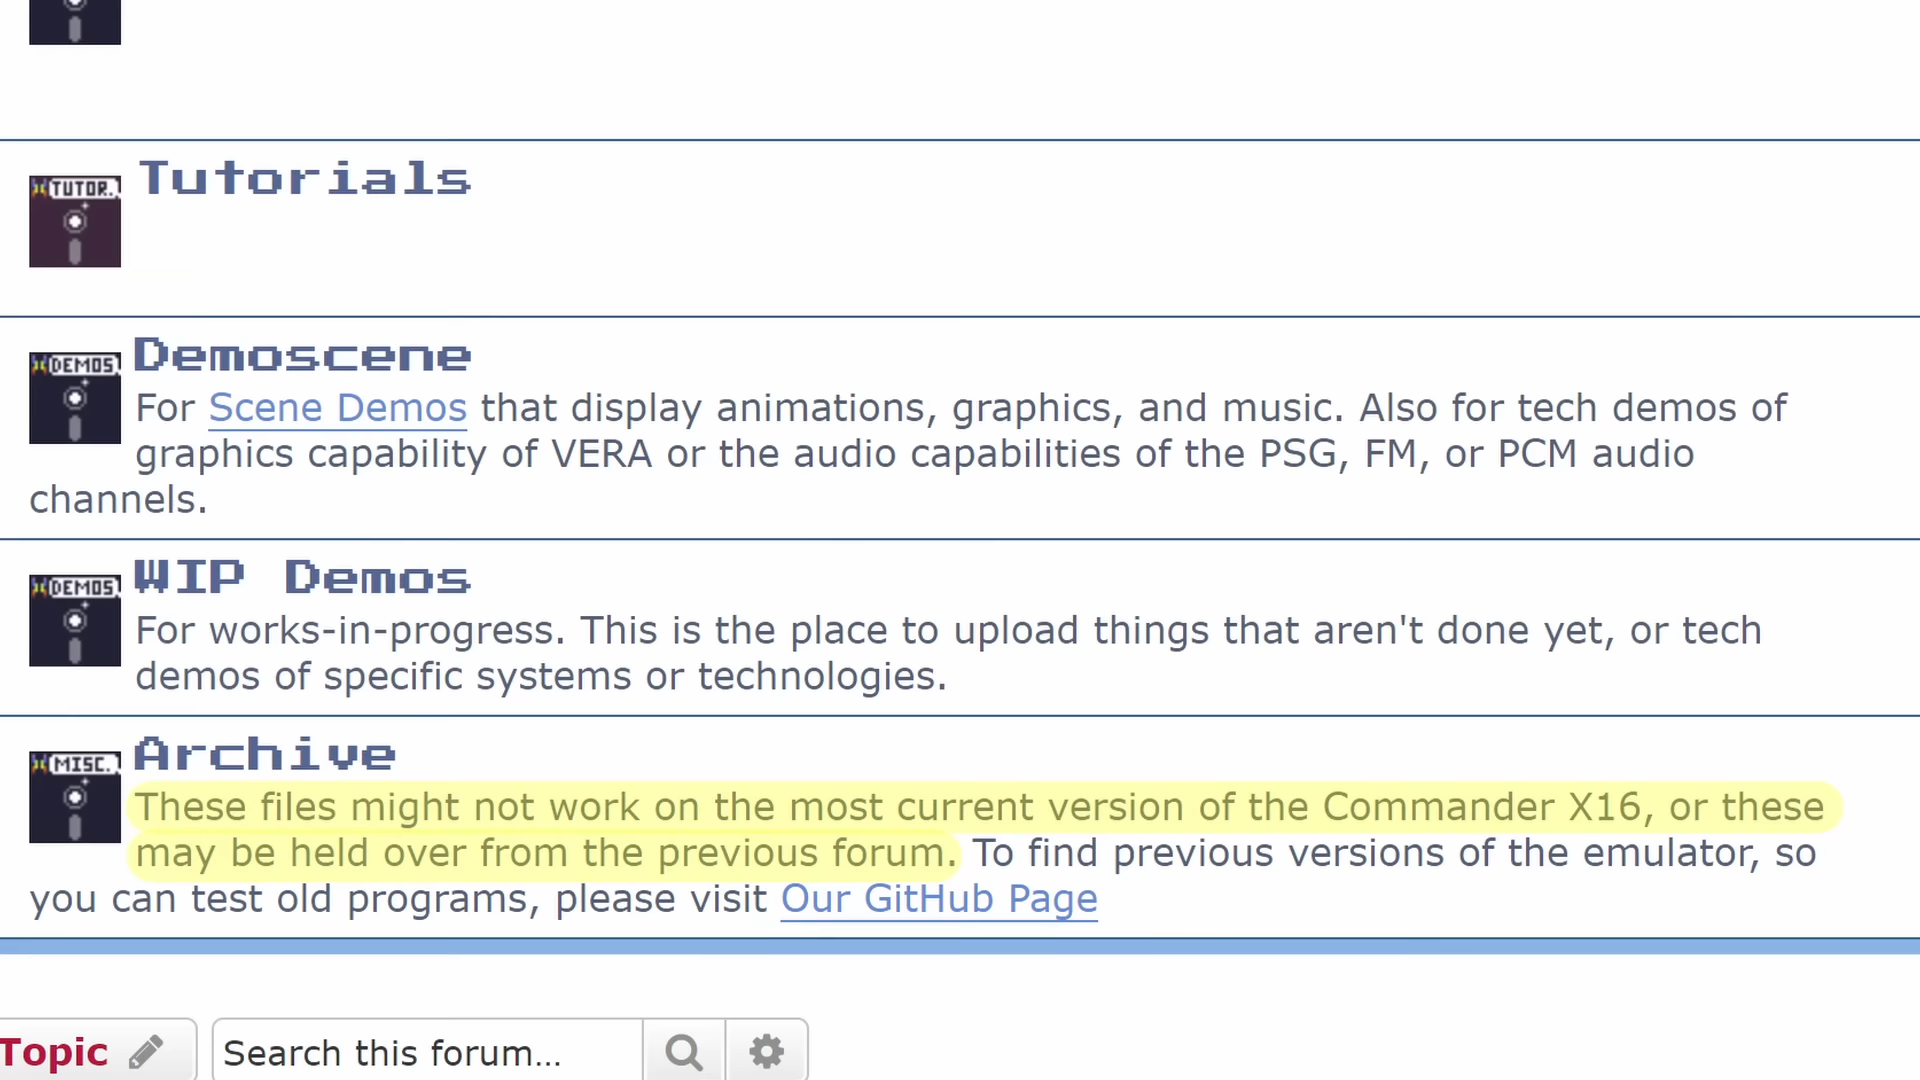 Tutorials
TUTOR.
Demoscene
DEMOS
For Scene Demos that display animations, graphics, and music. Also for tech demos of
graphics capability of VERA or the audio capabilities of the PSG, FM, or PCM audio
channels.
WIP Demos
DEMOS
For works-in-progress. This is the place to upload things that aren't done yet, or tech
demos of specific systems or technologies.
Archive
MISC.
These files might not work on the most current version of the Commander X16, or these
may be held over from the previous forum. To find previous versions of the emulator, so
you can test old programs, please visit Our GitHub Page
Topic
Search this forum…